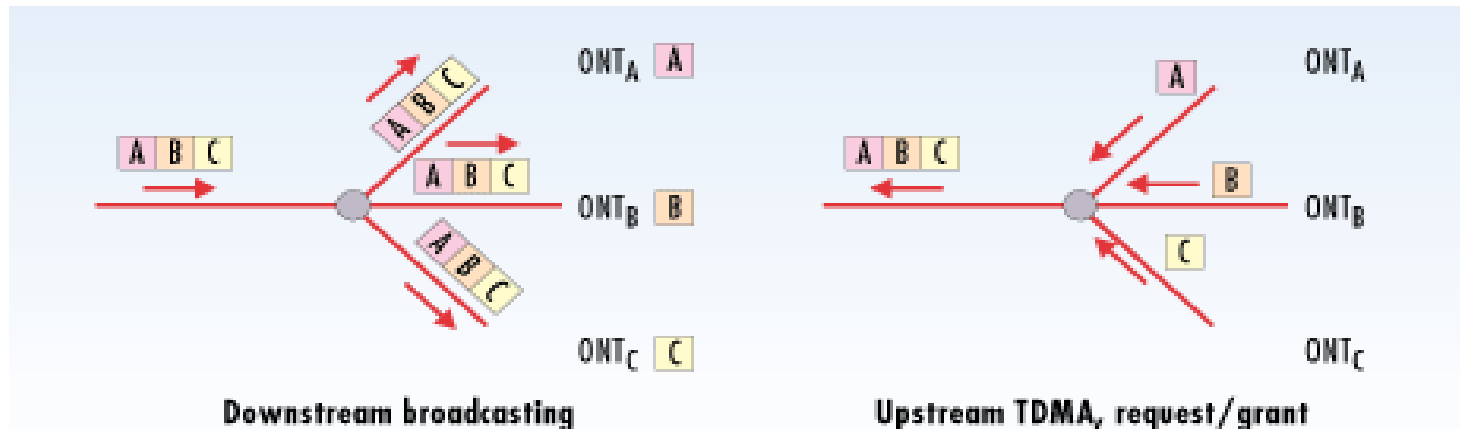 ONTA A
A B C
A B C
A B C
ONTB B
A B C
ONTC C
Downstream broadcasting
ONTA
A
A B C
B
ONTB
C
ONTC
Upstream TDMA, request/grant